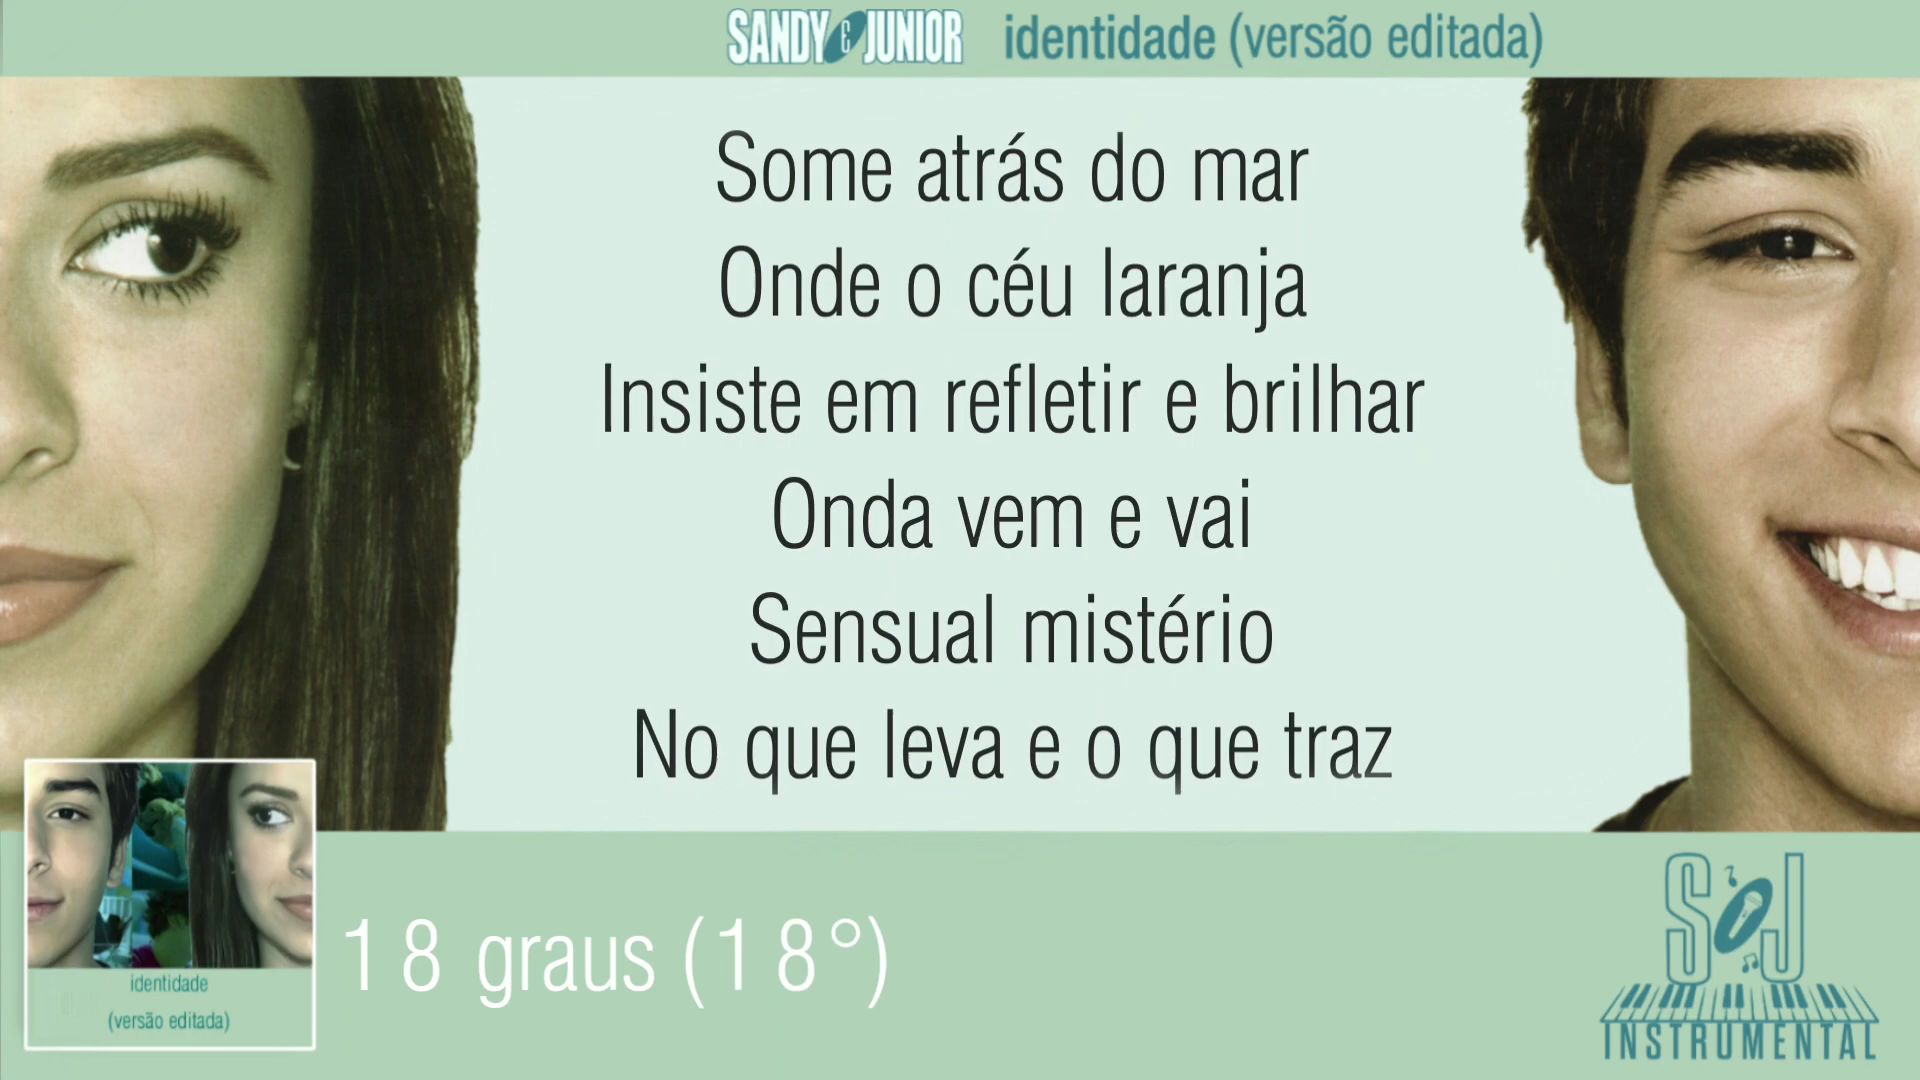 SANDY E JUNIOR identidade (versão editada)
Some atrás do mar
Onde o céu laranja
Insiste em refletir e brilhar
Onda vem e vai
Sensual mistério
No que leva e o que traz
identidade
(versão editada)
18 graus (18°)
S J
INSTRUMENTAL